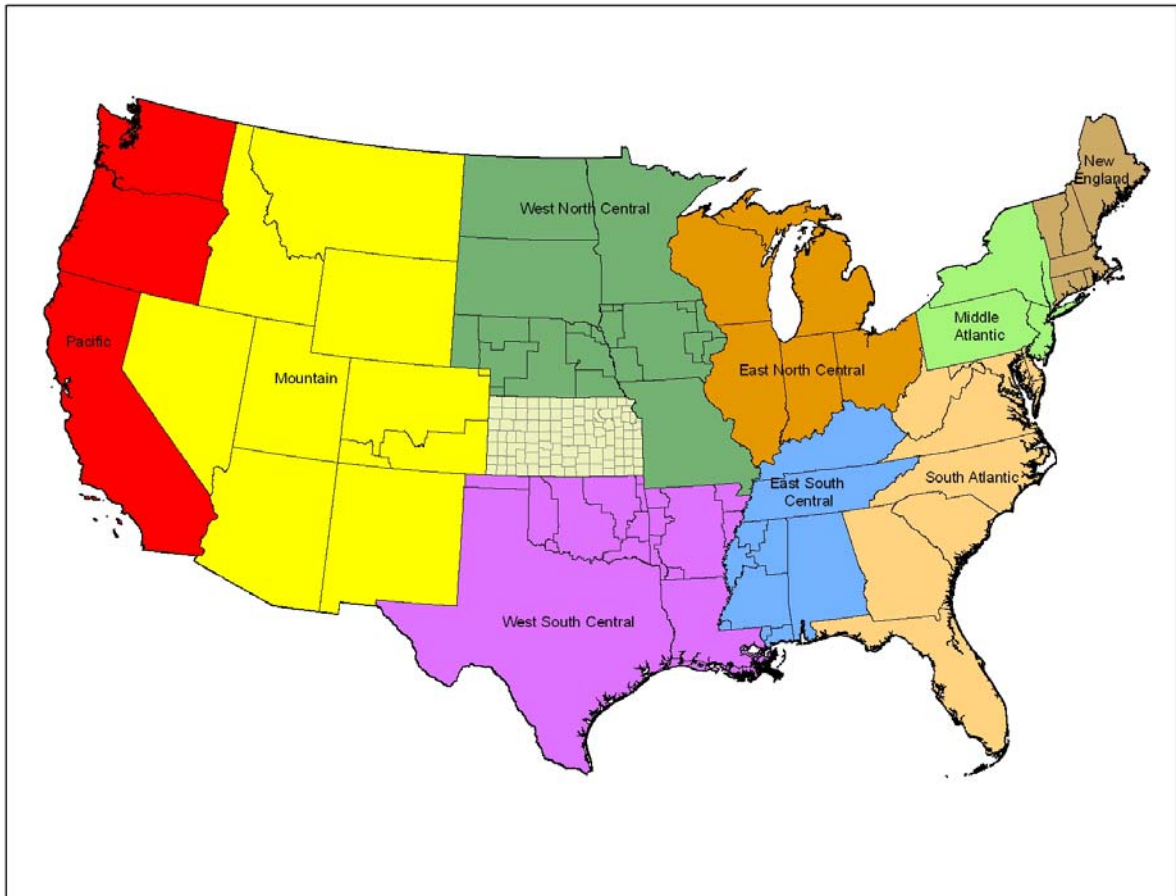 New
England
West North Central
Middle
Atlantic
Pacific
Mountain
East North Central
East South
Central
South Atlantic
West South Central